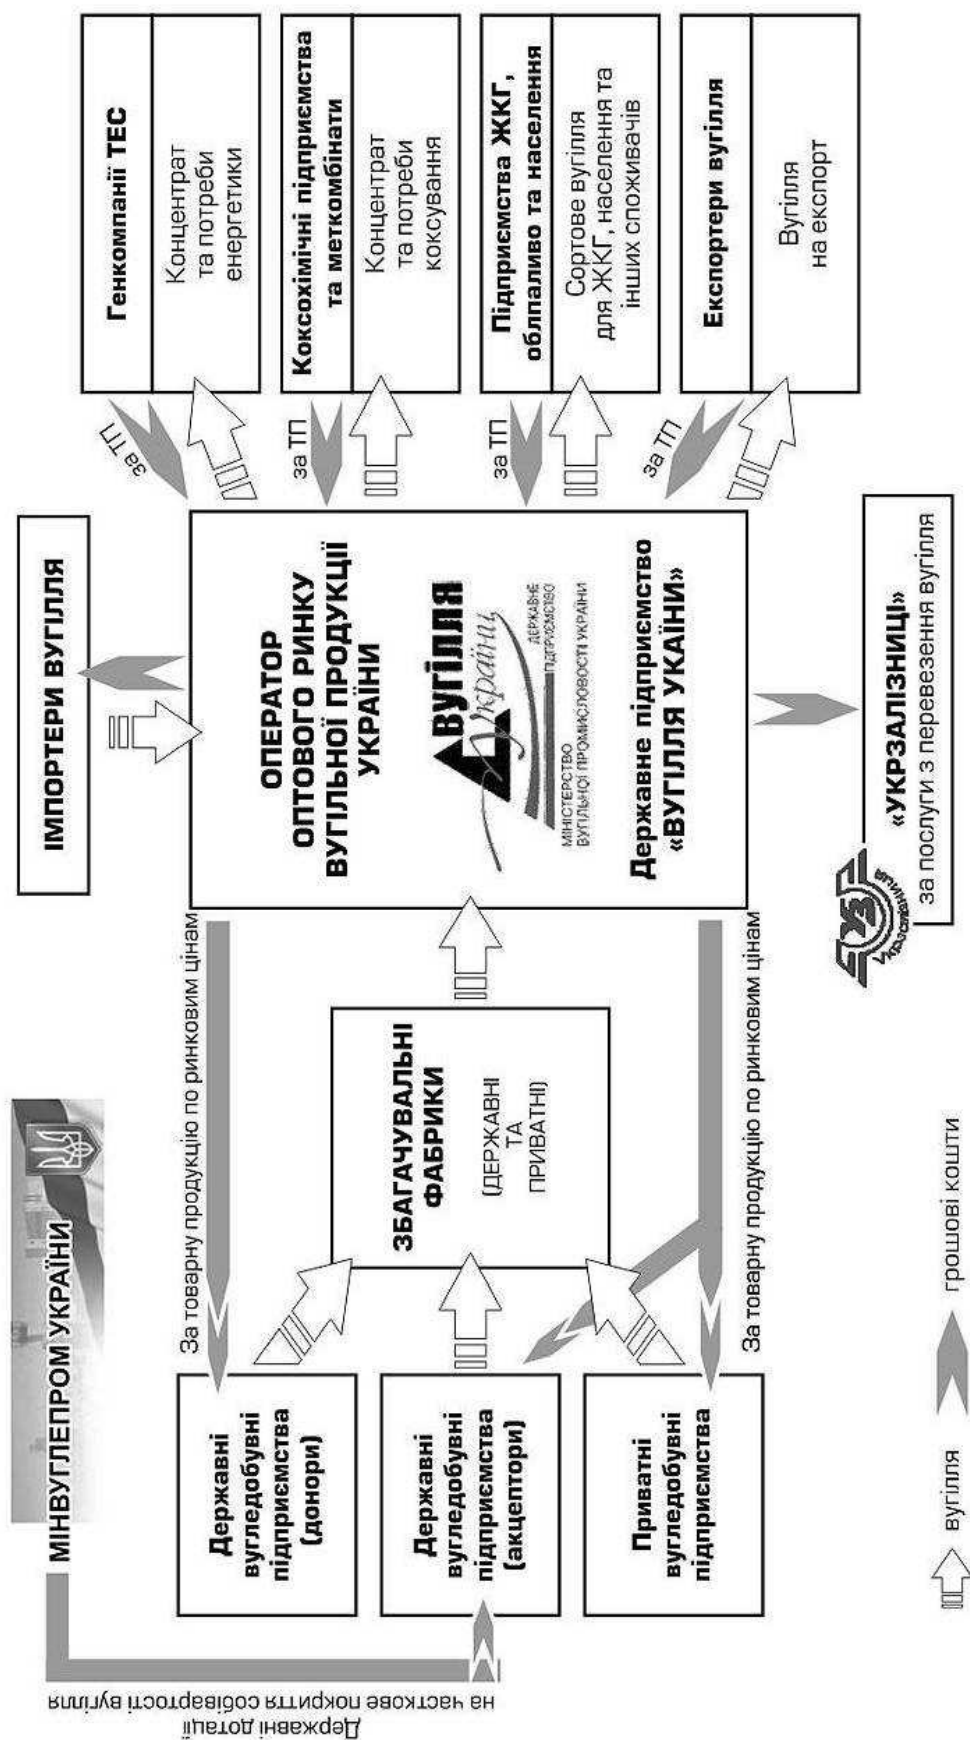 МІНВУГЛЕПРОМ УКРАЇНИ
Державні дотації
на часткове покриття собівартості вугілля
Державні
вугледобувні
підприємства
(донори)
Державні
вугледобувні
підприємства
(акцептори)
Приватні
вугледобувні
підприємства
За товарну продукцію по ринковим цінам
ЗБАГАЧУВАЛЬНІ
ФАБРИКИ
(ДЕРЖАВНІ
ТА
ПРИВАТНІ)
За товарну продукцію по ринковим цінам
ІМПОРТЕРИ ВУГІЛЛЯ
ОПЕРАТОР
ОПТОВОГО РИНКУ
ВУГІЛЬНОЇ ПРОДУКЦІЇ
УКРАЇНИ
Вугілля
України
ДЕРЖАВНЕ
ПІДПРИЄМСТВО
МІНІСТЕРСТВО
ВУГІЛЬНОЇ ПРОМИСЛОВОСТІ УКРАЇНИ
Державне підприємство
«ВУГІЛЛЯ УКАЇНИ»
УЗ
УКРЗАЛІЗНИЦЯ
«УКРЗАЛІЗНИЦІ»
за послуги з перевезення вугілля
за ТП
за ТП
за ТП
за ТП
Генкомпанії ТЕС
Концентрат
та потреби
енергетики
Коксохімічні підприємства
та меткомбінати
Концентрат
та потреби
коксування
Підприємства ЖКГ,
облпаливо та населення
Сортове вугілля
для ЖКГ, населення та
інших споживачів
Експортери вугілля
Вугілля
на експорт
вугілля
грошові кошти